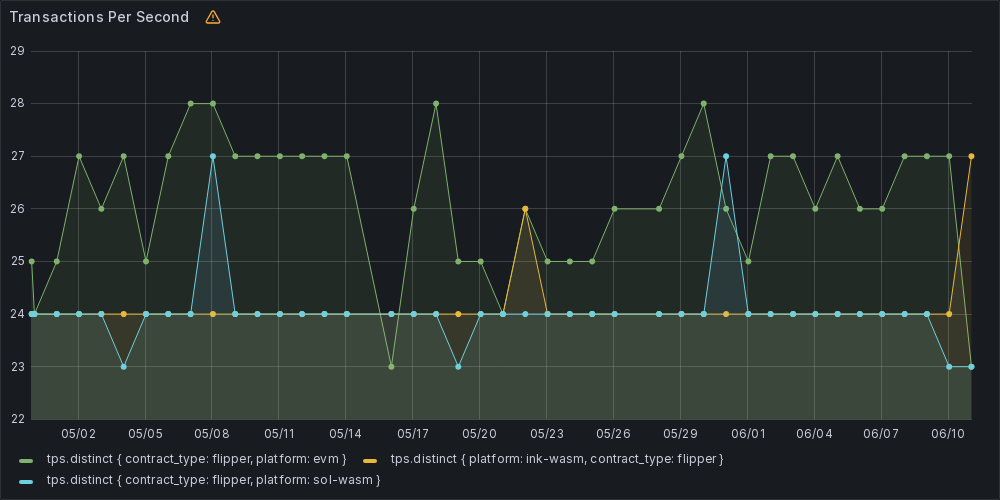 Transactions Per Second
29
28
27
26
25
24
23
22
05/02 05/05 05/08 05/11 05/14 05/17 05/20 05/23 05/26 05/29 06/01 06/04 06/07 06/10
tps.distinct { contract_type: flipper, platform: evm } tps.distinct { platform: ink-wasm, contract_type: flipper }
tps.distinct { contract_type: flipper, platform: sol-wasm }